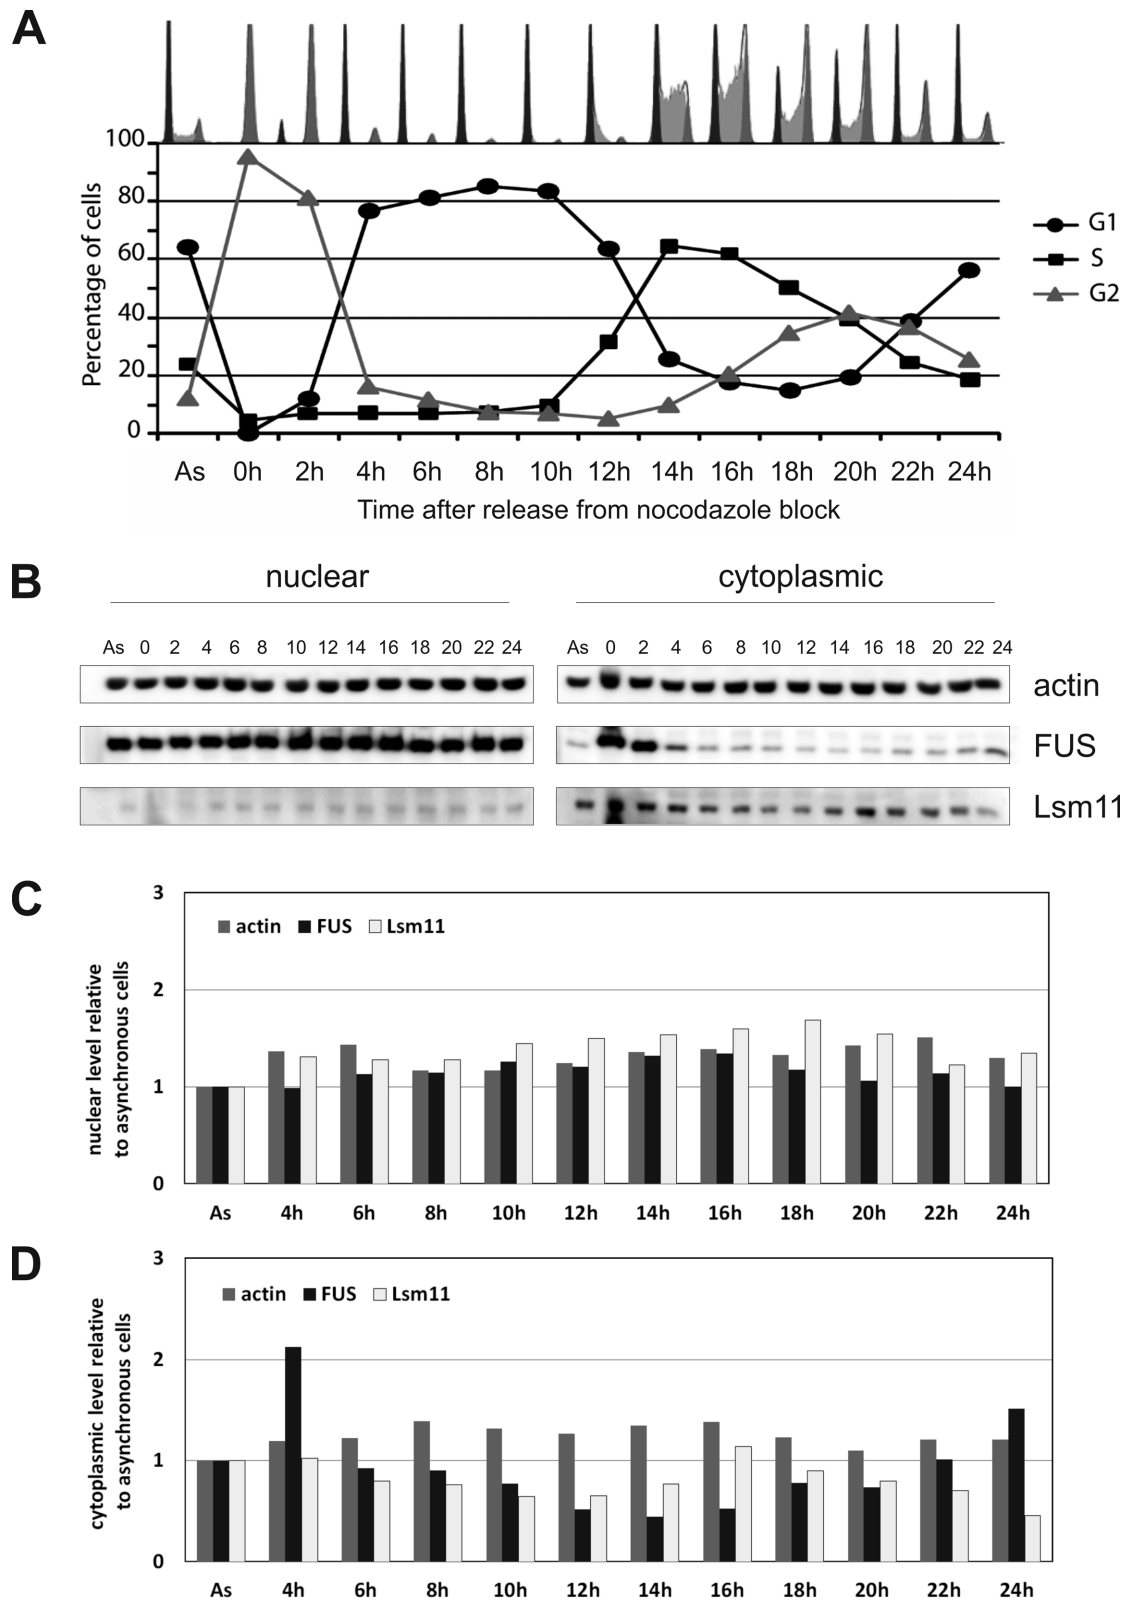 A
100
80
60
40
20
0
Percentage of cells
G1
S
G2
As 0h 2h 4h 6h 8h 10h 12h 14h 16h 18h 20h 22h 24h
Time after release from nocodazole block
B
nuclear cytoplasmic
As 0 2 4 6 8 10 12 14 16 18 20 22 24 As 0 2 4 6 8 10 12 14 16 18 20 22 24
actin
FUS
Lsm11
C
3
2
1
0
nuclear level relative
to asynchronous cells
actin FUS Lsm11
As 4h 6h 8h 10h 12h 14h 16h 18h 20h 22h 24h
D
3
2
1
0
cytoplasmic level relative
to asynchronous cells
actin FUS Lsm11
As 4h 6h 8h 10h 12h 14h 16h 18h 20h 22h 24h